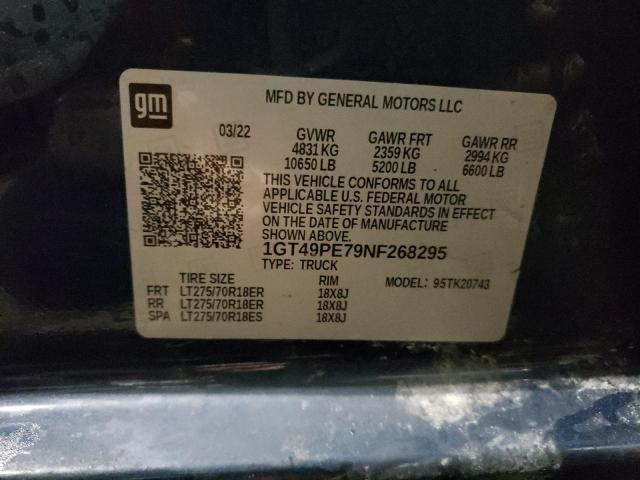 gm
MFD BY GENERAL MOTORS LLC
03/22 GVWR GAWR FRT GAWR RR
4831 KG 2359 KG 2994 KG
10650 LB 5200 LB 6600 LB
THIS VEHICLE CONFORMS TO ALL
APPLICABLE U.S. FEDERAL MOTOR
VEHICLE SAFETY STANDARDS IN EFFECT
ON THE DATE OF MANUFACTURE
SHOWN ABOVE.
1GT49PE79NF268295
TYPE: TRUCK
TIRE SIZE RIM MODEL: 95TK20743
FRT LT275/70R18ER 18X8J
RR LT275/70R18ER 18X8J
SPA LT275/70R18ES 18X8J